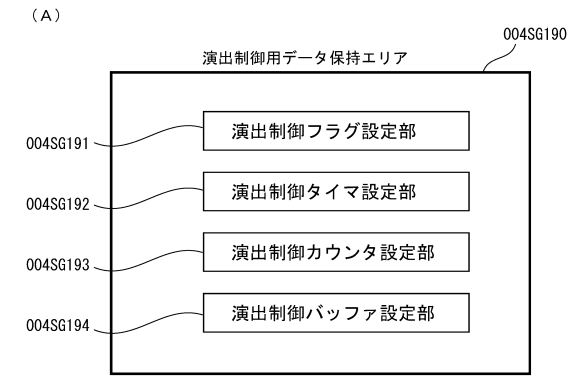 （A）
004SG190
演出制御用データ保持エリア
演出制御フラグ設定部
004SG191
演出制御タイマ設定部
004SG192
演出制御カウンタ設定部
004SG193
演出制御バッファ設定部
004SG194